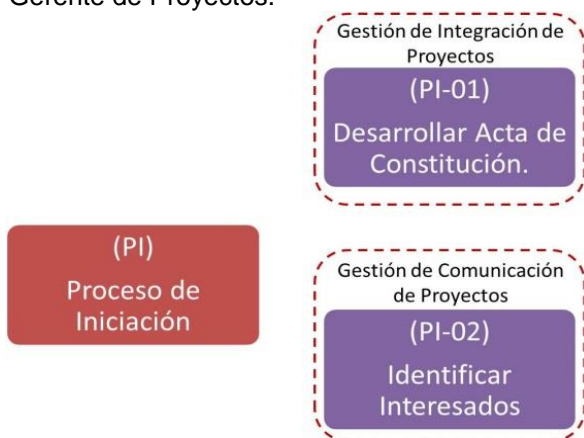 Gerente de Proyectos.
Gestión de Integración de
Proyectos
(PI-01)
Desarrollar Acta de
Constitución.
(PI)
Proceso de
Iniciación
Gestión de Comunicación
de Proyectos
(PI-02)
Identificar
Interesados